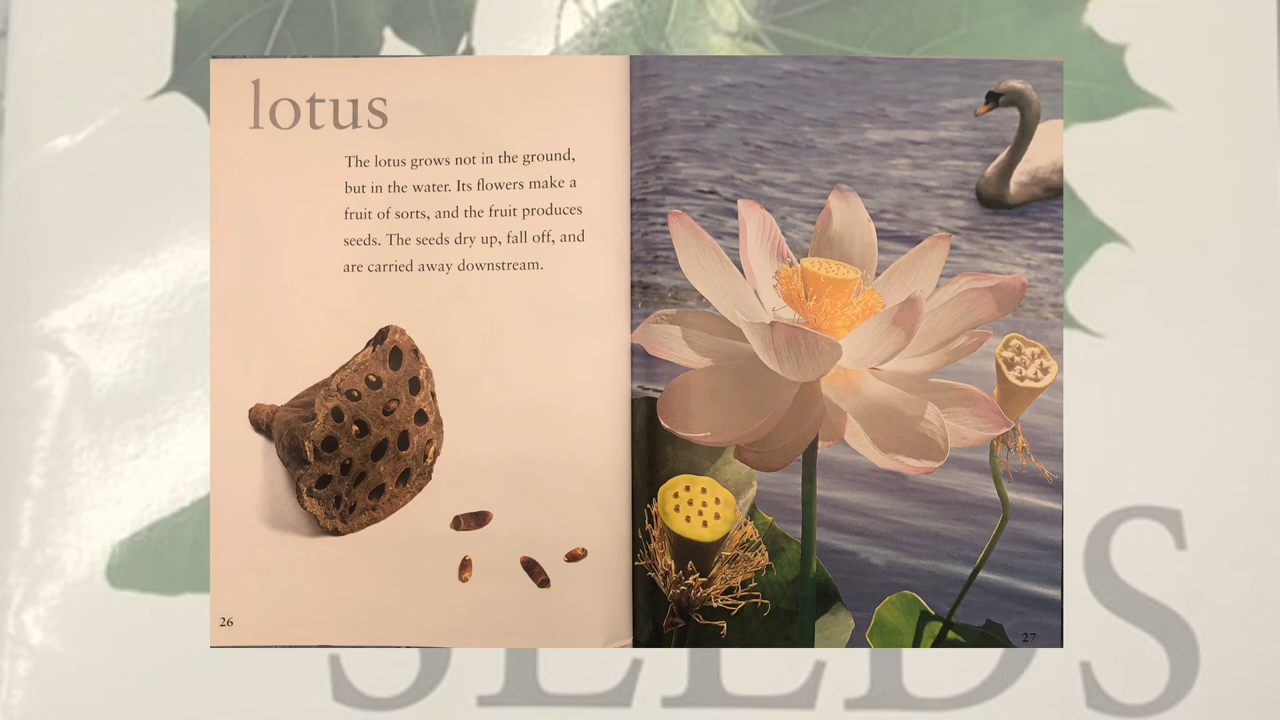 lotus
The lotus grows not in the ground,
but in the water. Its flowers make a
fruit of sorts, and the fruit produces
seeds. The seeds dry up, fall off, and
are carried away downstream.
26
27
SEEDS